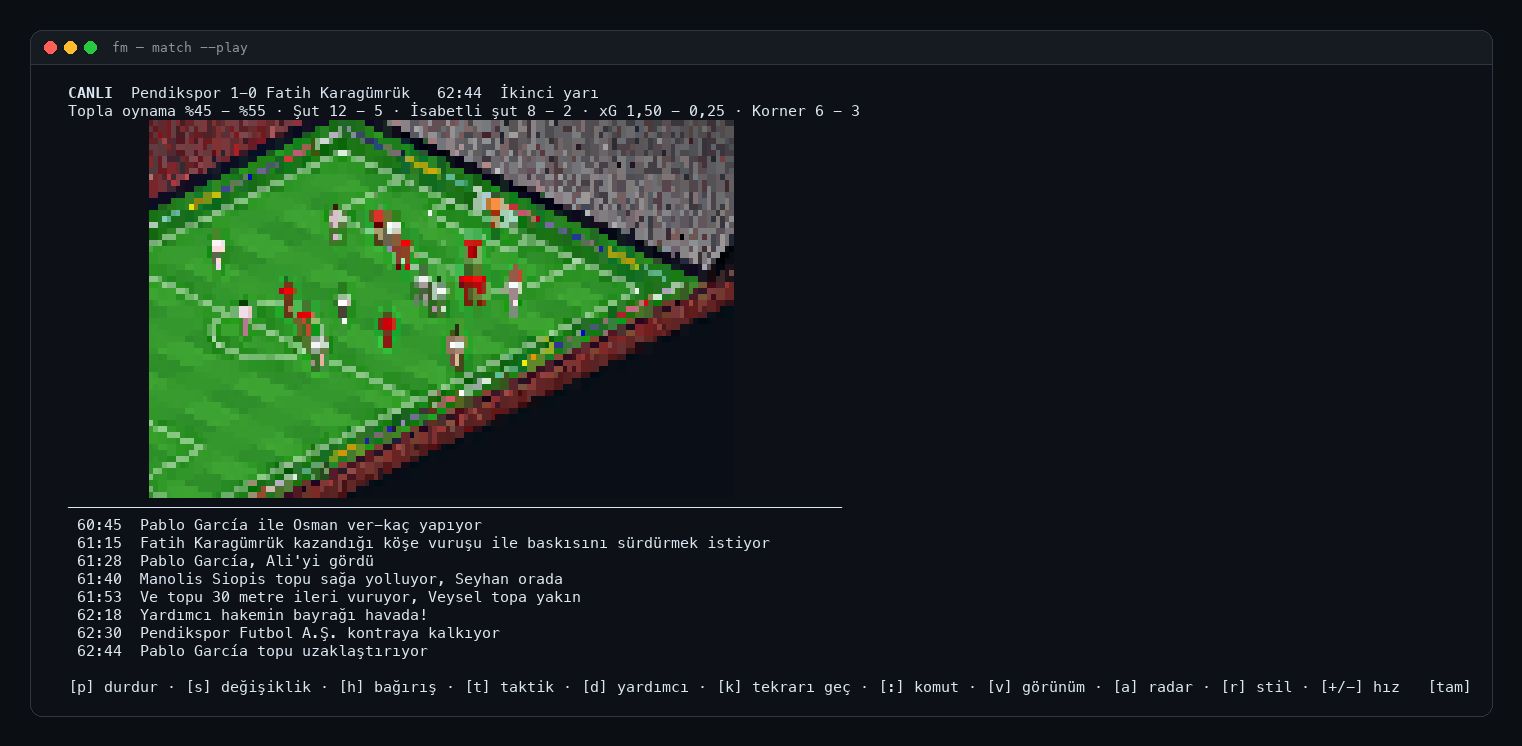 fm — match --play
CANLI Pendikspor 1–0 Fatih Karagümrük 62:44 İkinci yarı
Topla oynama %45 – %55 · Şut 12 – 5 · İsabetli şut 8 – 2 · xG 1,50 – 0,25 · Korner 6 – 3
60:45 Pablo García ile Osman ver-kaç yapıyor
61:15 Fatih Karagümrük kazandığı köşe vuruşu ile baskısını sürdürmek istiyor
61:28 Pablo García, Ali'yi gördü
61:40 Manolis Siopis topu sağa yolluyor, Seyhan orada
61:53 Ve topu 30 metre ileri vuruyor, Veysel topa yakın
62:18 Yardımcı hakemin bayrağı havada!
62:30 Pendikspor Futbol A.Ş. kontraya kalkıyor
62:44 Pablo García topu uzaklaştırıyor
[p] durdur · [s] değişiklik · [h] bağırış · [t] taktik · [d] yardımcı · [k] tekrarı geç · [:] komut · [v] görünüm · [a] radar · [r] stil · [+/-] hız [tam]